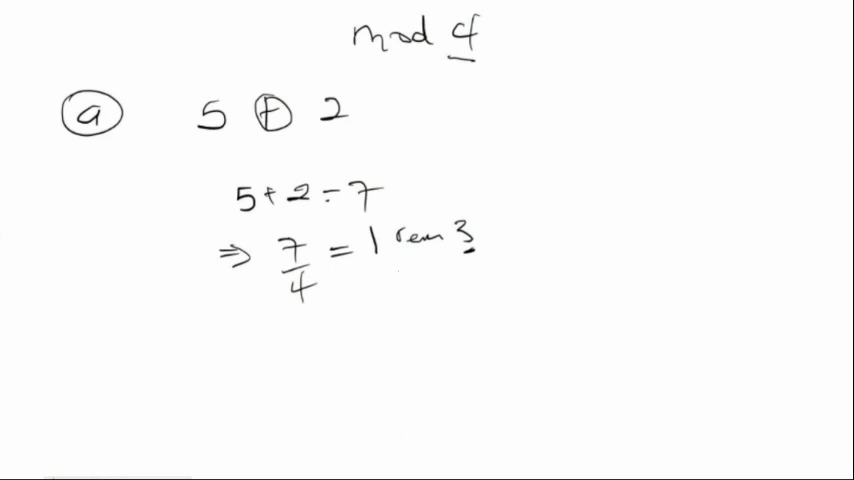 mod 4
a 5 ⊕ 2
5 + 2 = 7
⇒ 7/4 = 1 rem 3